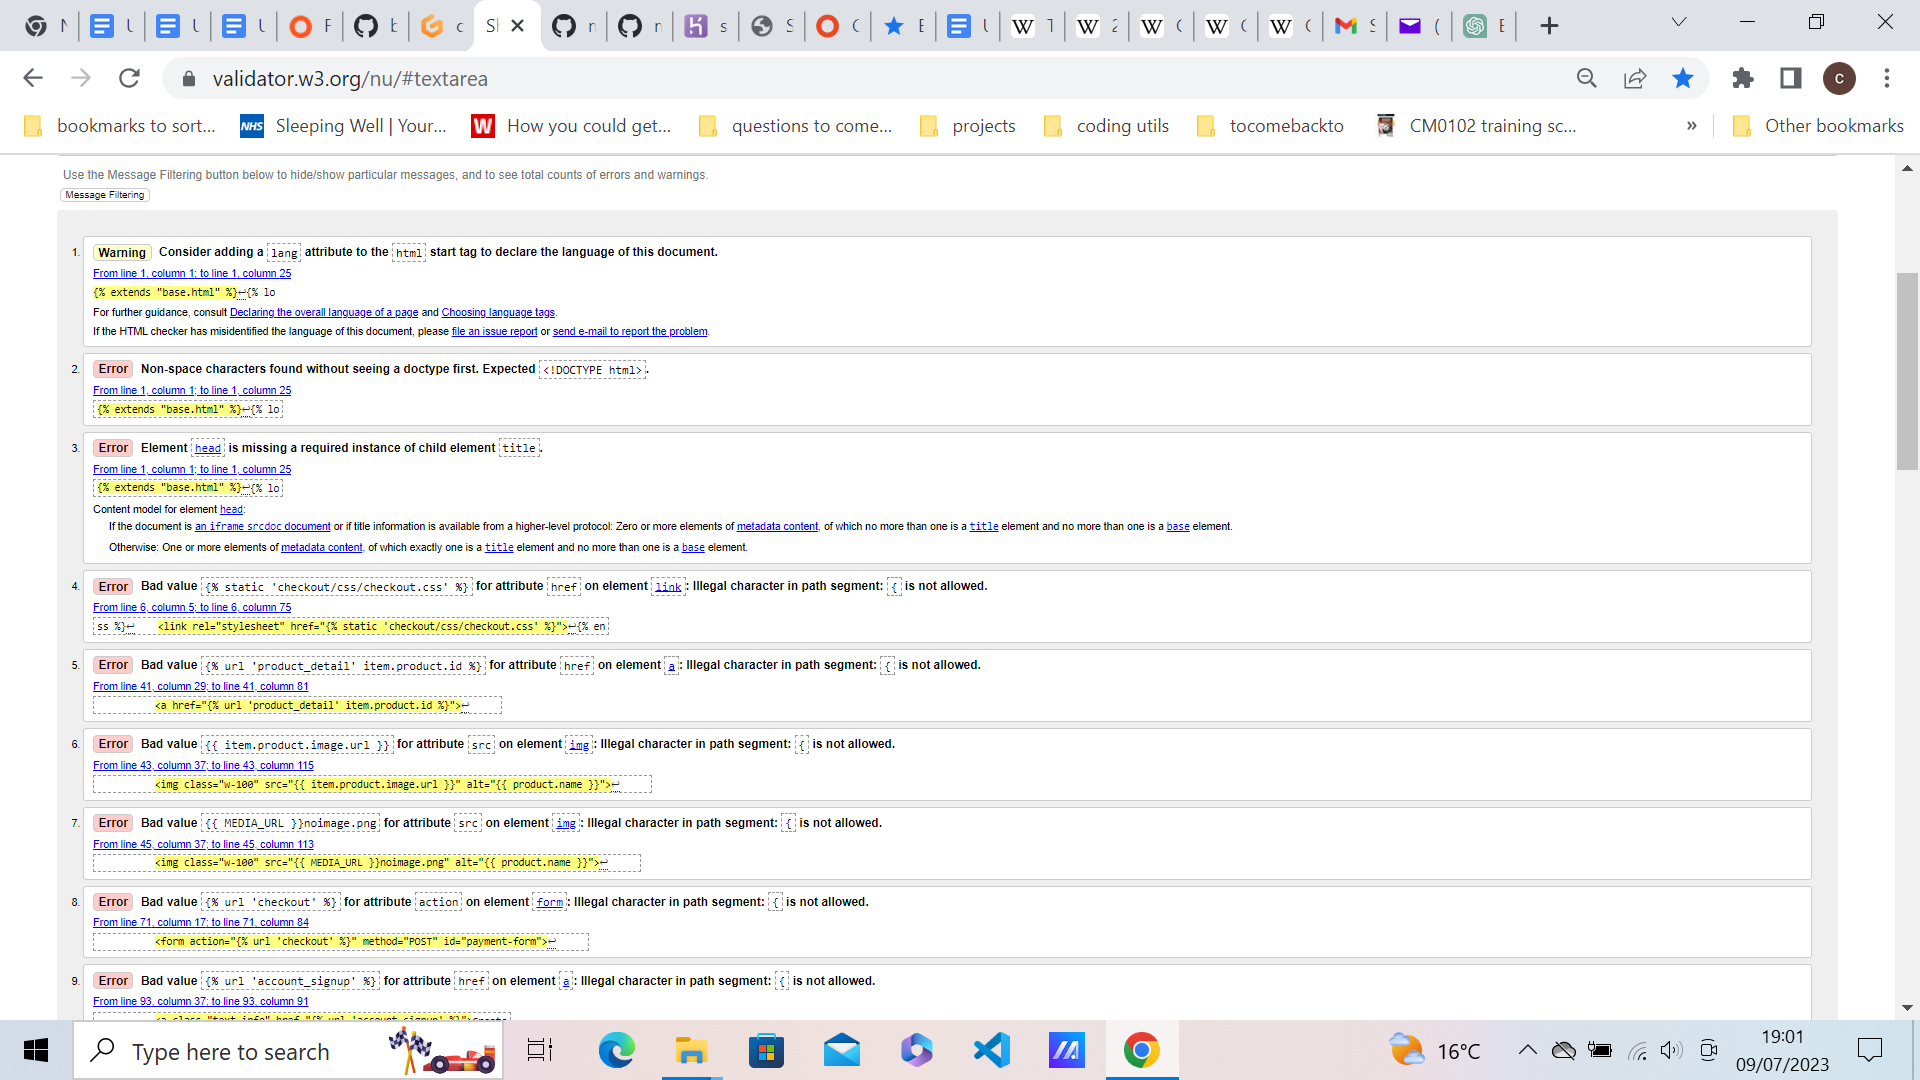 validator.w3.org/nu/#textarea
bookmarks to sort... NHS Sleeping Well | Your... W How you could get... questions to come... projects coding utils tocomebackto CM0102 training sc... » Other bookmarks
Use the Message Filtering button below to hide/show particular messages, and to see total counts of errors and warnings.
Message Filtering
1. Warning Consider adding a lang attribute to the html start tag to declare the language of this document.
From line 1, column 1; to line 1, column 25
{% extends "base.html" %}↩{% lo
For further guidance, consult Declaring the overall language of a page and Choosing language tags.
If the HTML checker has misidentified the language of this document, please file an issue report or send e-mail to report the problem.
2. Error Non-space characters found without seeing a doctype first. Expected <!DOCTYPE html>.
From line 1, column 1; to line 1, column 25
{% extends "base.html" %}↩{% lo
3. Error Element head is missing a required instance of child element title.
From line 1, column 1; to line 1, column 25
{% extends "base.html" %}↩{% lo
Content model for element head:
If the document is an iframe srcdoc document or if title information is available from a higher-level protocol: Zero or more elements of metadata content, of which no more than one is a title element and no more than one is a base element.
Otherwise: One or more elements of metadata content, of which exactly one is a title element and no more than one is a base element.
4. Error Bad value {% static 'checkout/css/checkout.css' %} for attribute href on element link: Illegal character in path segment: { is not allowed.
From line 6, column 5; to line 6, column 75
ss %}↩ <link rel="stylesheet" href="{% static 'checkout/css/checkout.css' %}">↩{% en
5. Error Bad value {% url 'product_detail' item.product.id %} for attribute href on element a: Illegal character in path segment: { is not allowed.
From line 41, column 29; to line 41, column 81
<a href="{% url 'product_detail' item.product.id %}">↩
6. Error Bad value {{ item.product.image.url }} for attribute src on element img: Illegal character in path segment: { is not allowed.
From line 43, column 37; to line 43, column 115
<img class="w-100" src="{{ item.product.image.url }}" alt="{{ product.name }}">↩
7. Error Bad value {{ MEDIA_URL }}noimage.png for attribute src on element img: Illegal character in path segment: { is not allowed.
From line 45, column 37; to line 45, column 113
<img class="w-100" src="{{ MEDIA_URL }}noimage.png" alt="{{ product.name }}">↩
8. Error Bad value {% url 'checkout' %} for attribute action on element form: Illegal character in path segment: { is not allowed.
From line 71, column 17; to line 71, column 84
<form action="{% url 'checkout' %}" method="POST" id="payment-form">↩
9. Error Bad value {% url 'account_signup' %} for attribute href on element a: Illegal character in path segment: { is not allowed.
From line 93, column 37; to line 93, column 91
Type here to search
16°C
19:01
09/07/2023